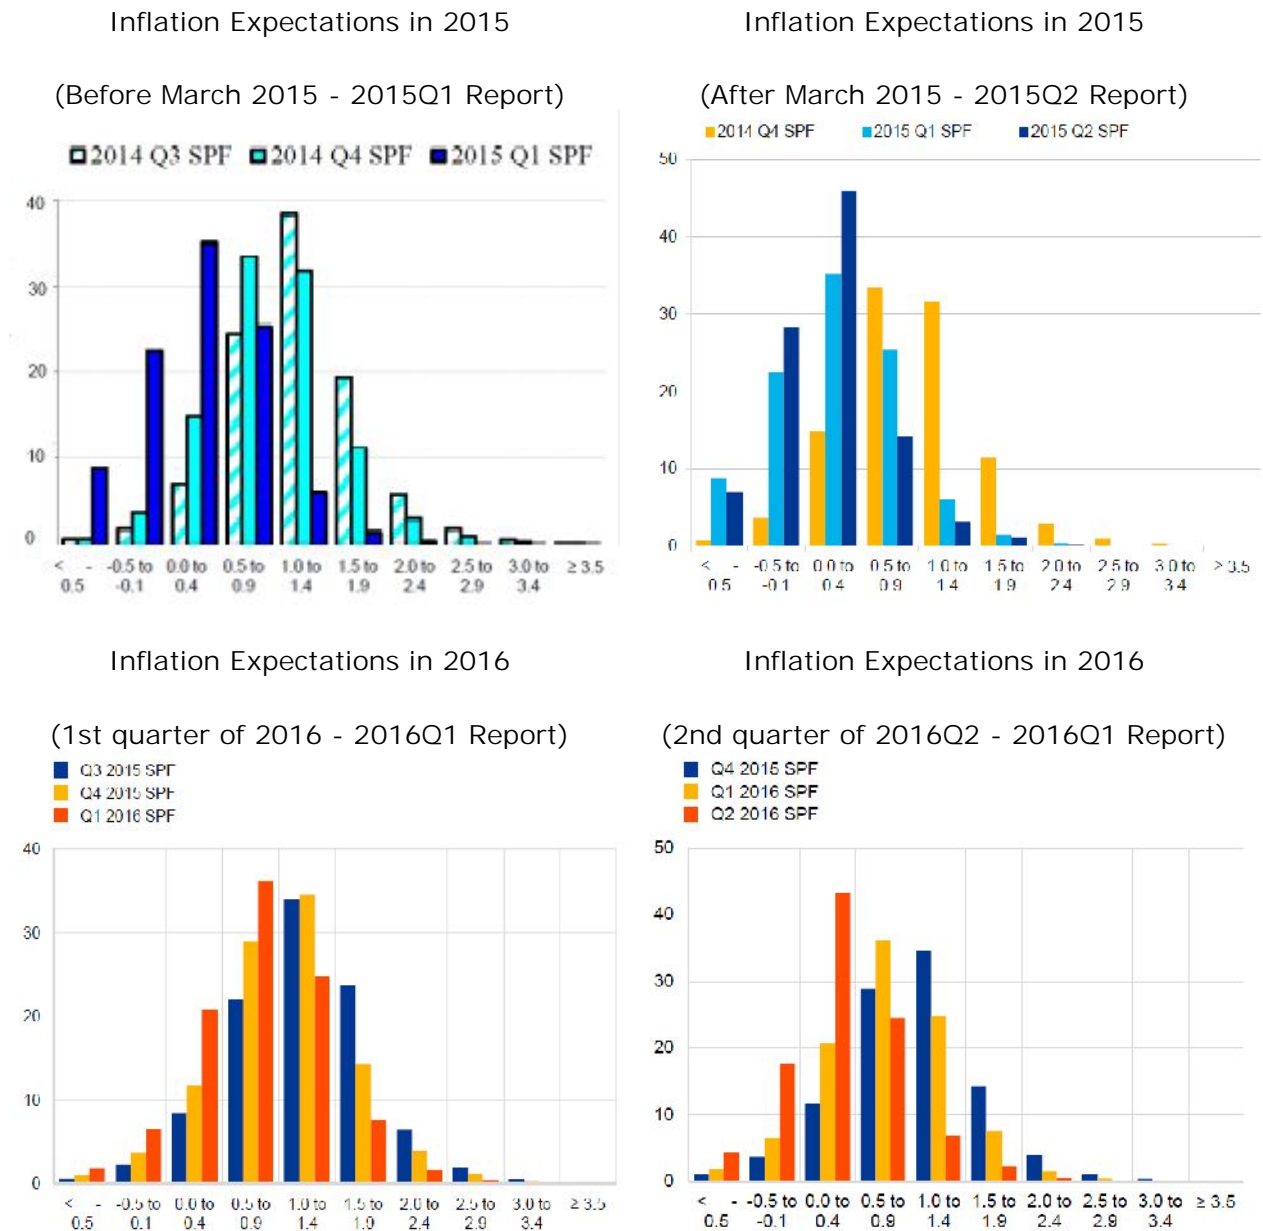 Inflation Expectations in 2015
(Before March 2015 - 2015Q1 Report)
2014 Q3 SPF 2014 Q4 SPF 2015 Q1 SPF
40
30
20
10
0
< - -0.5 to 0.0 to 0.5 to 1.0 to 1.5 to 2.0 to 2.5 to 3.0 to ≥ 3.5
0.5 -0.1 0.4 0.9 1.4 1.9 2.4 2.9 3.4
Inflation Expectations in 2015
(After March 2015 - 2015Q2 Report)
2014 Q4 SPF 2015 Q1 SPF 2015 Q2 SPF
50
40
30
20
10
0
< - -0.5 to 0.0 to 0.5 to 1.0 to 1.5 to 2.0 to 2.5 to 3.0 to > 3.5
0.5 -0.1 0.4 0.9 1.4 1.9 2.4 2.9 3.4
Inflation Expectations in 2016
(1st quarter of 2016 - 2016Q1 Report)
Q3 2015 SPF
Q4 2015 SPF
Q1 2016 SPF
40
30
20
10
0
< - -0.5 to 0.0 to 0.5 to 1.0 to 1.5 to 2.0 to 2.5 to 3.0 to ≥ 3.5
0.5 0.1 0.4 0.9 1.4 1.9 2.4 2.9 3.4
Inflation Expectations in 2016
(2nd quarter of 2016Q2 - 2016Q1 Report)
Q4 2015 SPF
Q1 2016 SPF
Q2 2016 SPF
50
40
30
20
10
0
< - -0.5 to 0.0 to 0.5 to 1.0 to 1.5 to 2.0 to 2.5 to 3.0 to ≥ 3.5
0.5 -0.1 0.4 0.9 1.4 1.9 2.4 2.9 3.4